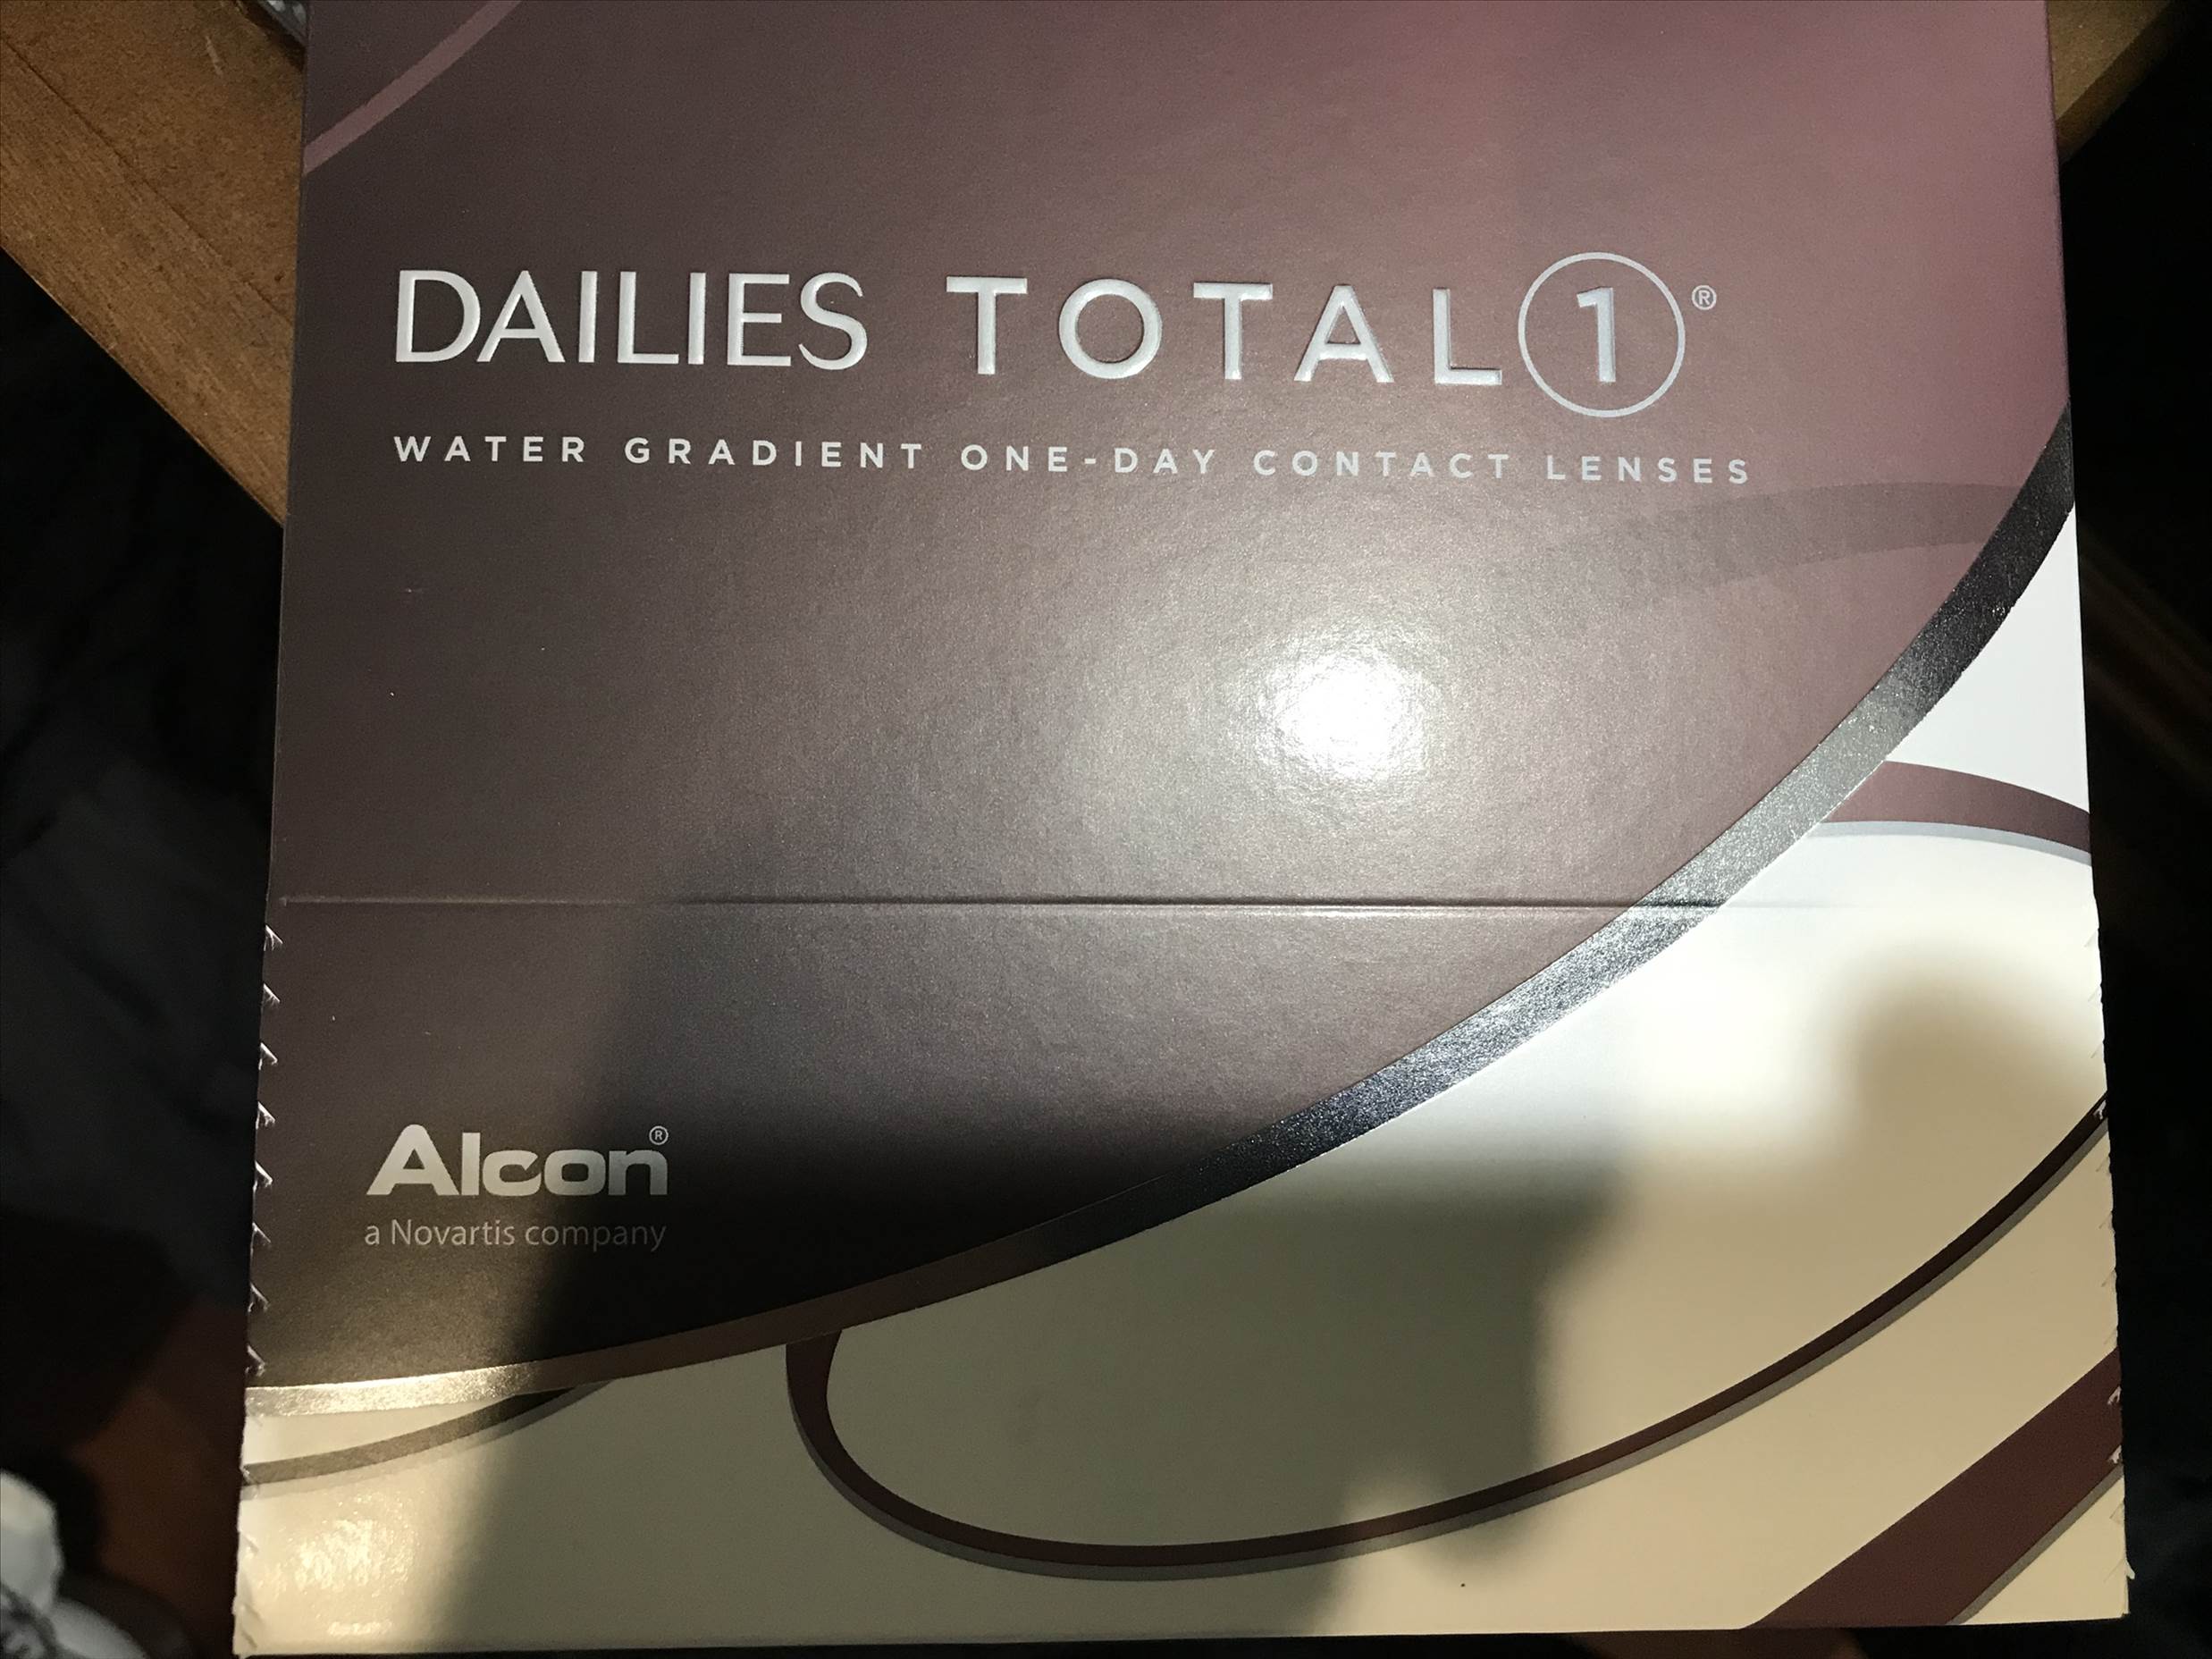 DAILIES TOTAL1®
WATER GRADIENT ONE-DAY CONTACT LENSES
Alcon®
a Novartis company